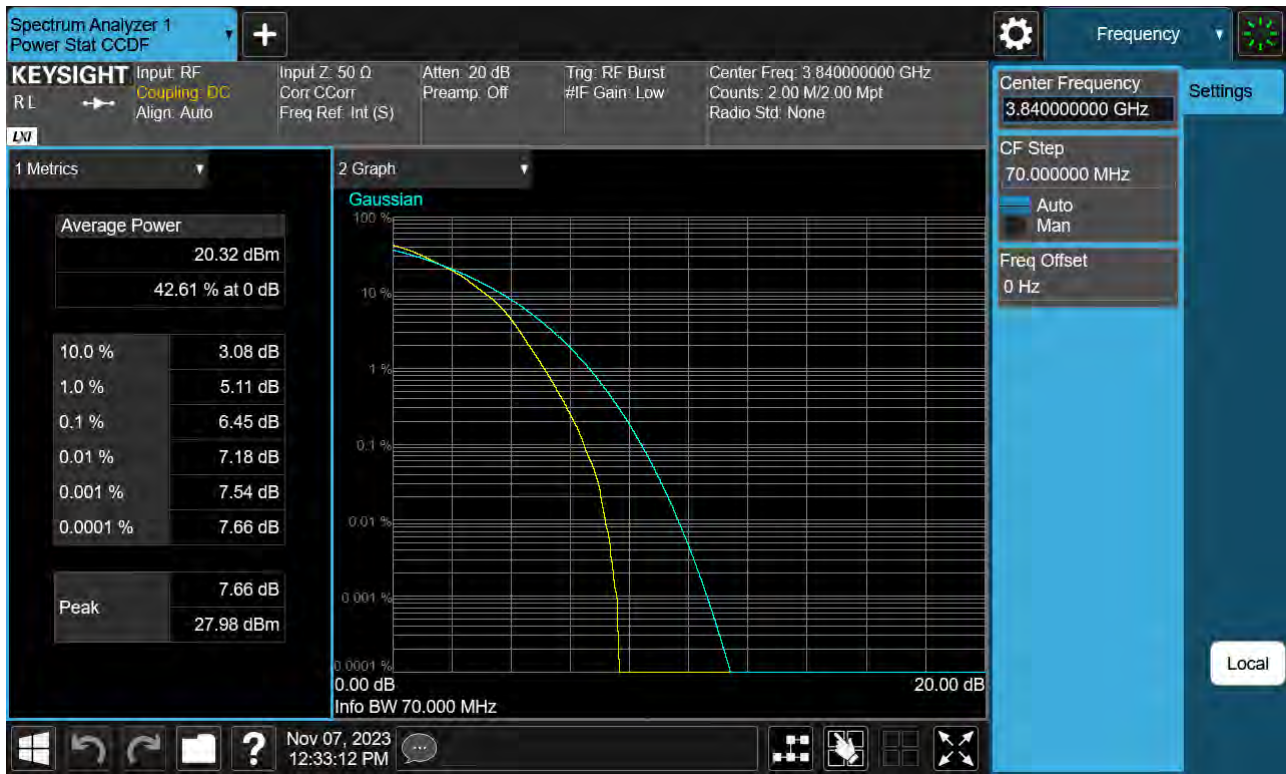 Spectrum Analyzer 1
Power Stat CCDF
Frequency
KEYSIGHT
RL
LXI
Input: RF
Coupling: DC
Align: Auto
Input Z: 50 Ω
Corr CCorr
Freq Ref: Int (S)
Atten: 20 dB
Preamp: Off
Trig: RF Burst
#IF Gain: Low
Center Freq: 3.840000000 GHz
Counts: 2.00 M/2.00 Mpt
Radio Std: None
Center Frequency
3.840000000 GHz
Settings
CF Step
70.000000 MHz
Auto
Man
Freq Offset
0 Hz
Local
1 Metrics
Average Power
20.32 dBm
42.61 % at 0 dB
10.0 % 3.08 dB
1.0 % 5.11 dB
0.1 % 6.45 dB
0.01 % 7.18 dB
0.001 % 7.54 dB
0.0001 % 7.66 dB
Peak
7.66 dB
27.98 dBm
2 Graph
Gaussian
100 %
10 %
1 %
0.1 %
0.01 %
0.001 %
0.0001 %
0.00 dB 20.00 dB
Info BW 70.000 MHz
?
Nov 07, 2023
12:33:12 PM